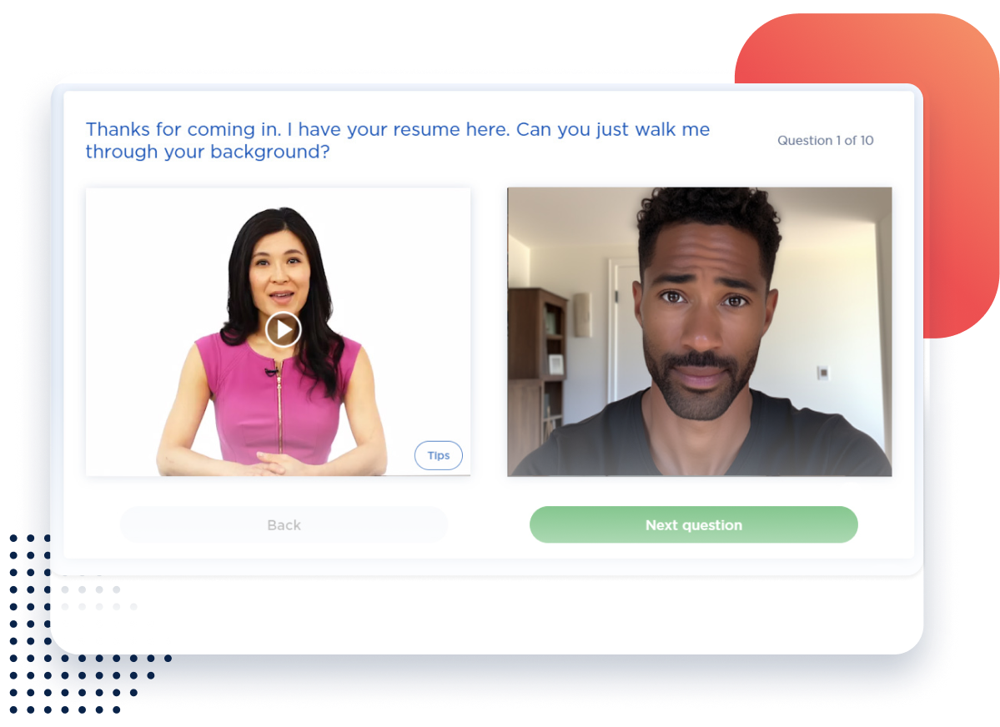 Thanks for coming in. I have your resume here. Can you just walk me
through your background?
Question 1 of 10
Tips
Back
Next question